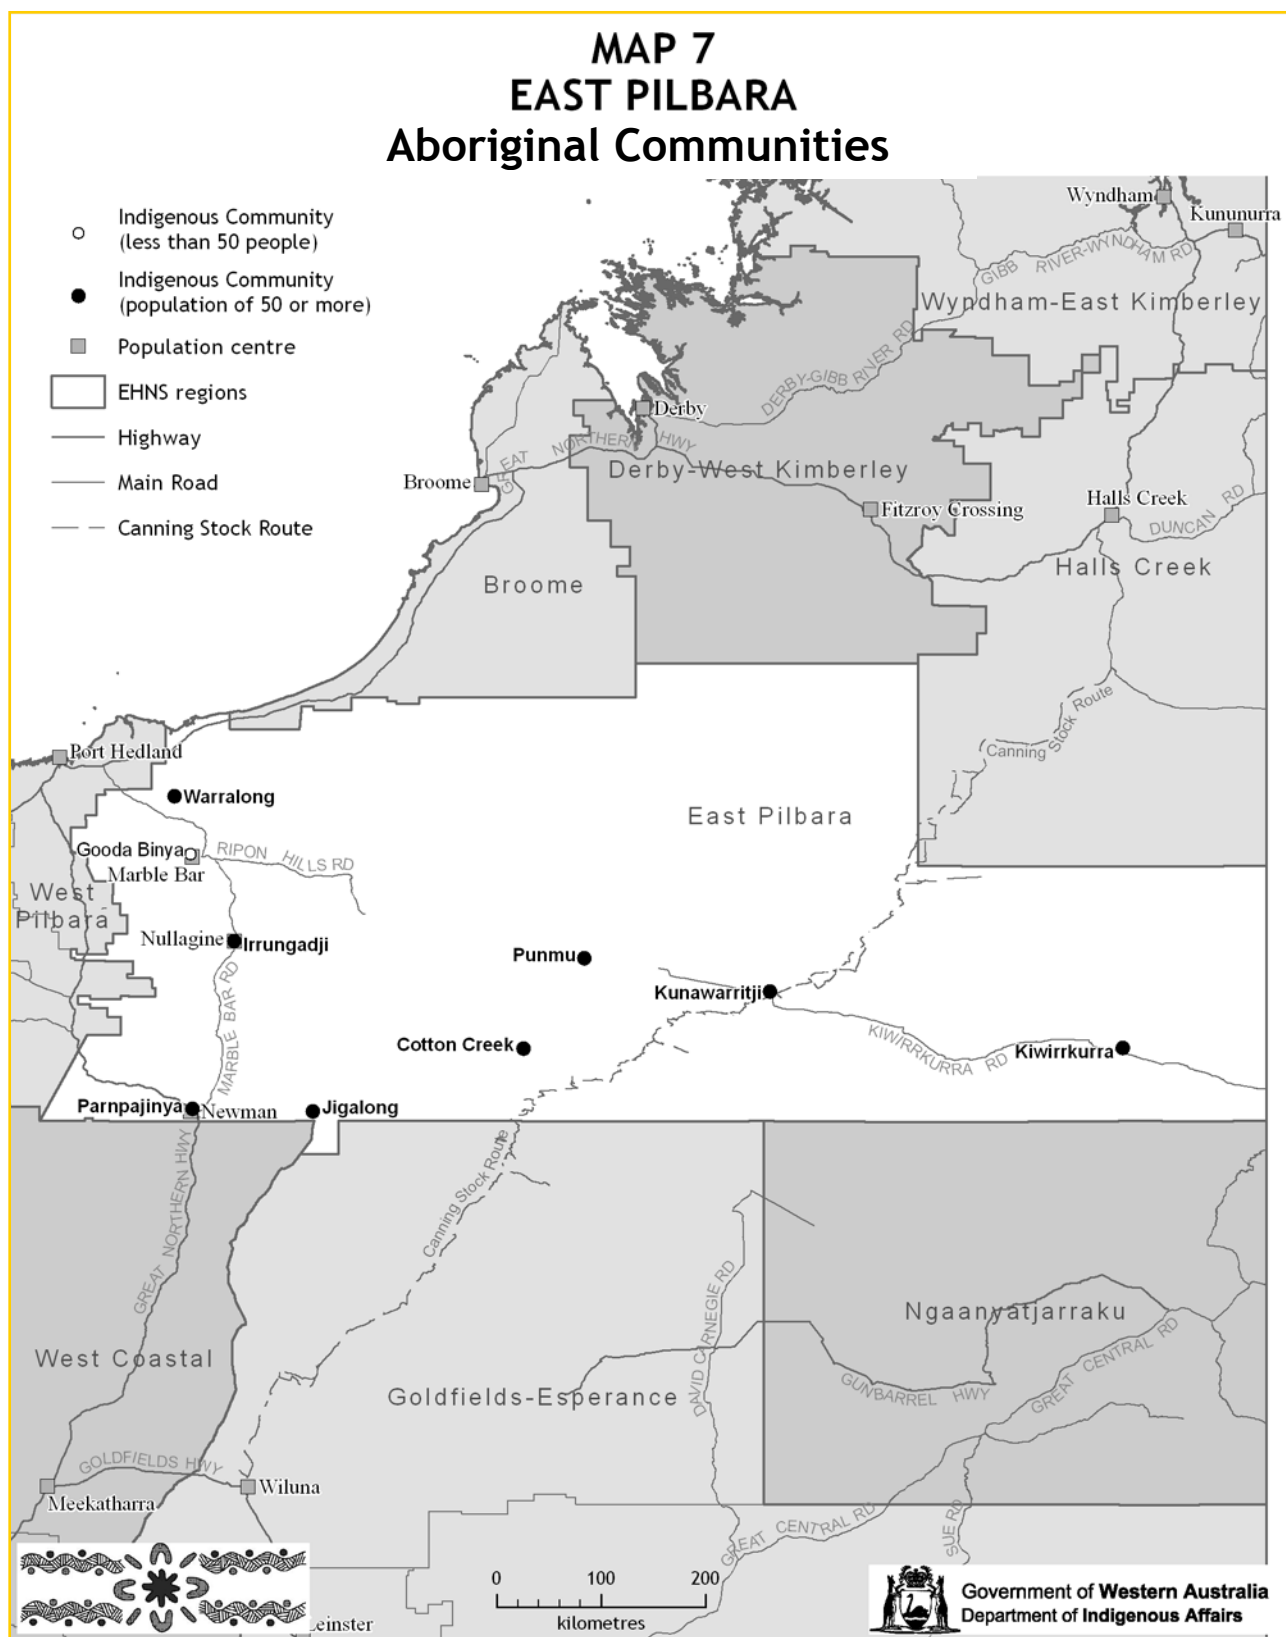 MAP 7
EAST PILBARA
Aboriginal Communities
Indigenous Community
(less than 50 people)
Indigenous Community
(population of 50 or more)
Population centre
EHNS regions
Highway
Main Road
Canning Stock Route
Wyndham
Kununurra
GIBB RIVER-WYNDHAM RD
Wyndham-East Kimberley
DERBY-GIBB RIVER RD
Derby
GREAT NORTHERN HWY
Derby-West Kimberley
Broome
Fitzroy Crossing
Halls Creek
DUNCAN RD
Halls Creek
Broome
Canning Stock Route
Port Hedland
Warralong
East Pilbara
Gooda Binya
RIPON HILLS RD
Marble Bar
West
Pilbara
Nullagine
Irrungadji
Punmu
MARBLE BAR RD
Kunawarritji
Cotton Creek
KIWIRRKURRA RD
Kiwirrkurra
Parnpajinya
Newman
Jigalong
GREAT NORTHERN HWY
Canning Stock Route
DAVID CARNEGIE RD
Ngaanyatjarraku
West Coastal
Goldfields-Esperance
GUNBARREL HWY
GREAT CENTRAL RD
GOLDFIELDS HWY
Wiluna
Meekatharra
GREAT CENTRAL RD
SUE RD
0 100 200
kilometres
einster
Government of Western Australia
Department of Indigenous Affairs